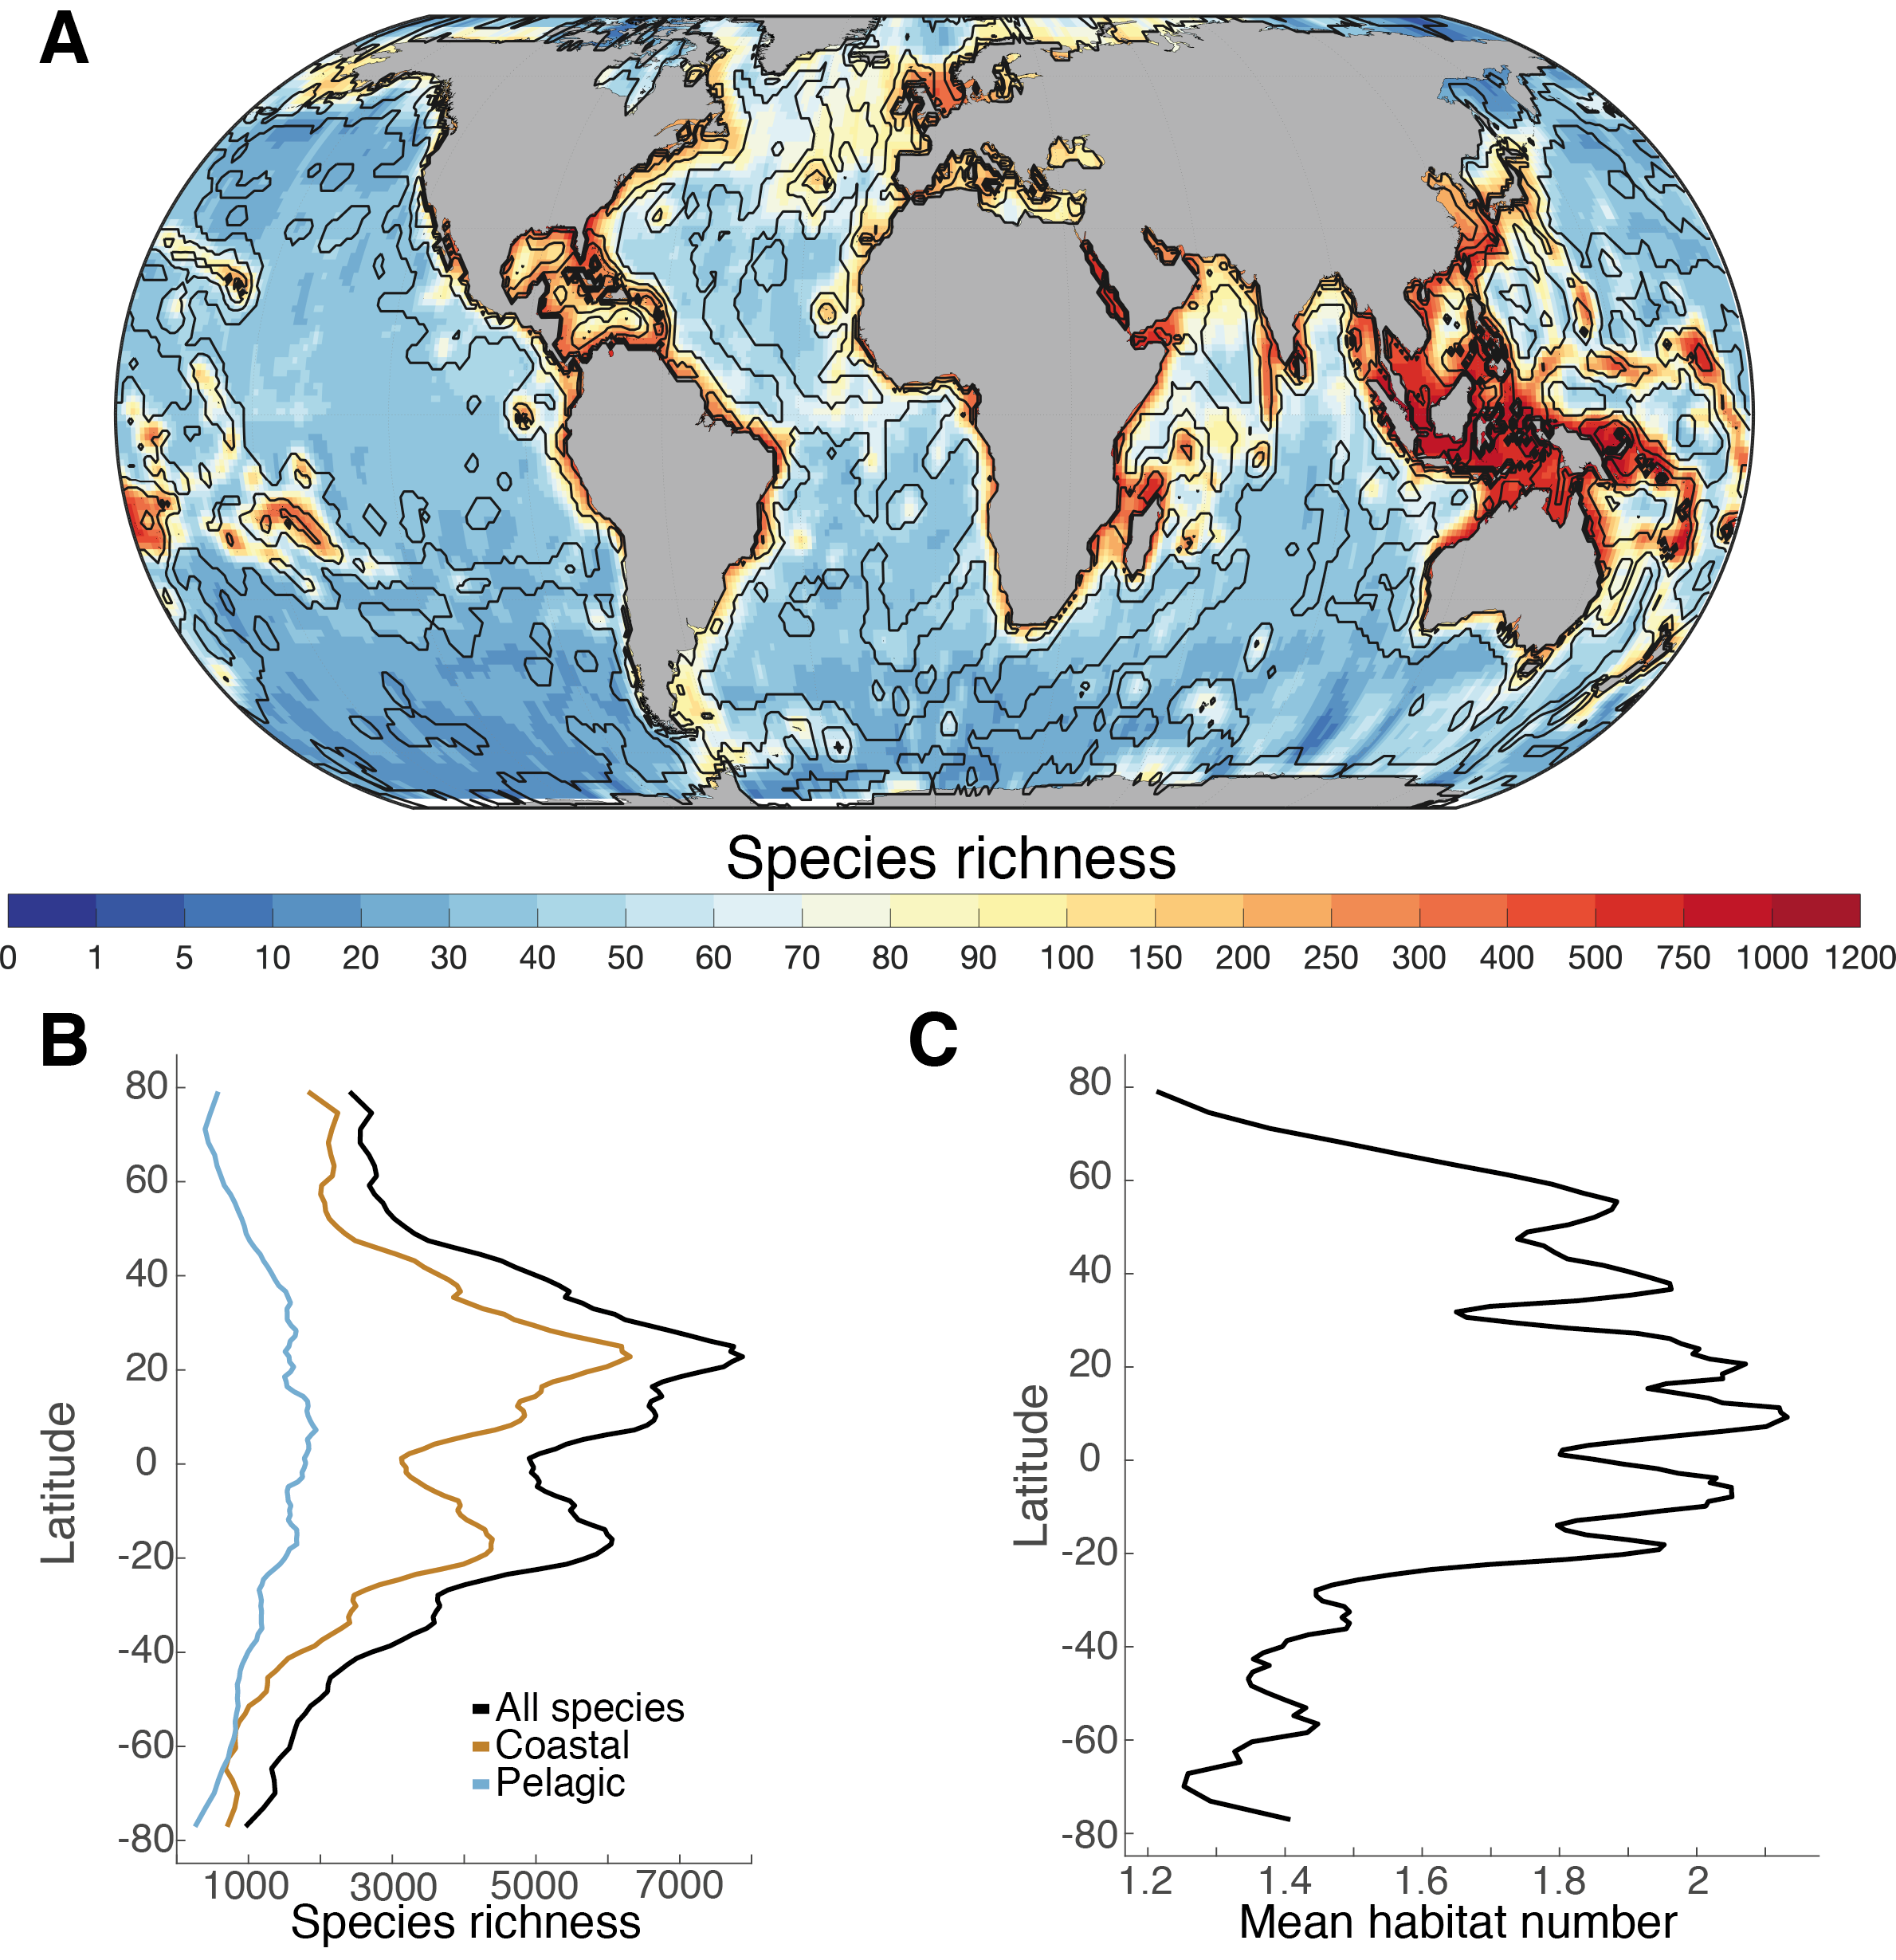 A
Species richness
0 1 5 10 20 30 40 50 60 70 80 90 100 150 200 250 300 400 500 750 1000 1200
B
80
60
40
20
0
-20
-40
-60
-80
Latitude
All species
Coastal
Pelagic
1000 3000 5000 7000
Species richness
C
80
60
40
20
0
-20
-40
-60
-80
Latitude
1.2 1.4 1.6 1.8 2
Mean habitat number